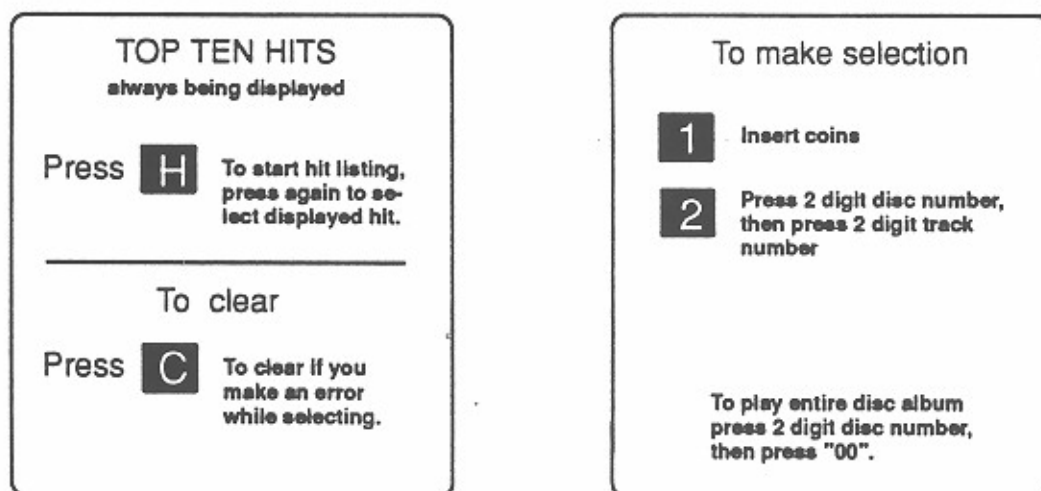 TOP TEN HITS
always being displayed
Press H To start hit listing,
press again to se-
lect displayed hit.
To clear
Press C To clear if you
make an error
while selecting.
To make selection
1 Insert coins
2 Press 2 digit disc number,
then press 2 digit track
number
To play entire disc album
press 2 digit disc number,
then press "00".